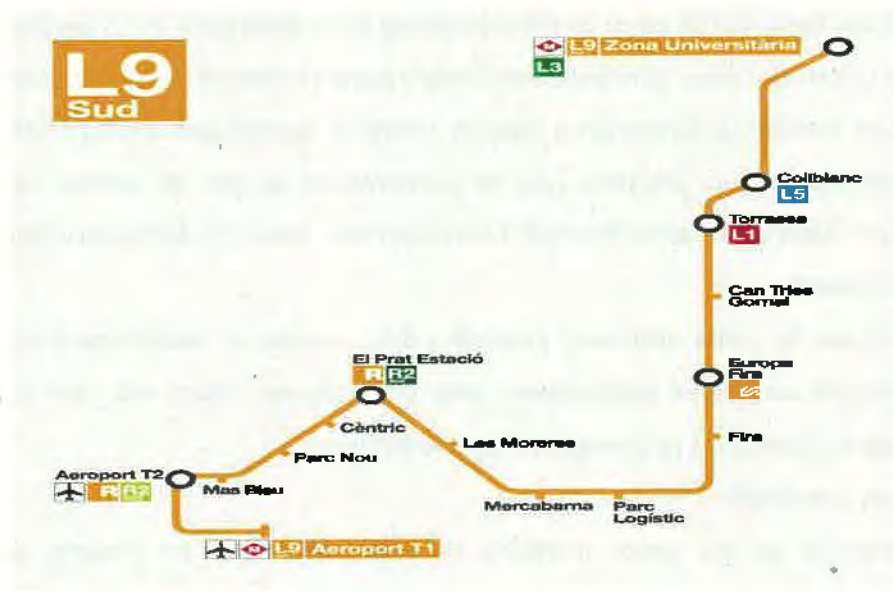 L9
Sud
M L9 Zona Universitària
L3
Collblanc
L5
Torrassa
L1
Can Tries
Gornal
Europa
Fira
Fira
El Prat Estació
R R2
Cèntric
Parc Nou
Les Moreres
Aeroport T2
R R2
Mas Blau
Mercabarna
Parc
Logístic
M L9 Aeroport T1